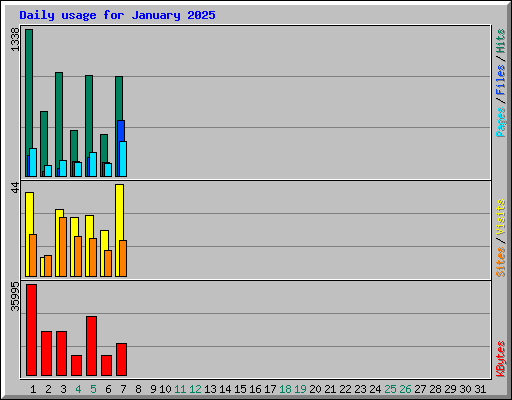 Daily usage for January 2025
1338
44
35995
Pages / Files / Hits
Sites / Visits
KBytes
1 2 3 4 5 6 7 8 9 10 11 12 13 14 15 16 17 18 19 20 21 22 23 24 25 26 27 28 29 30 31